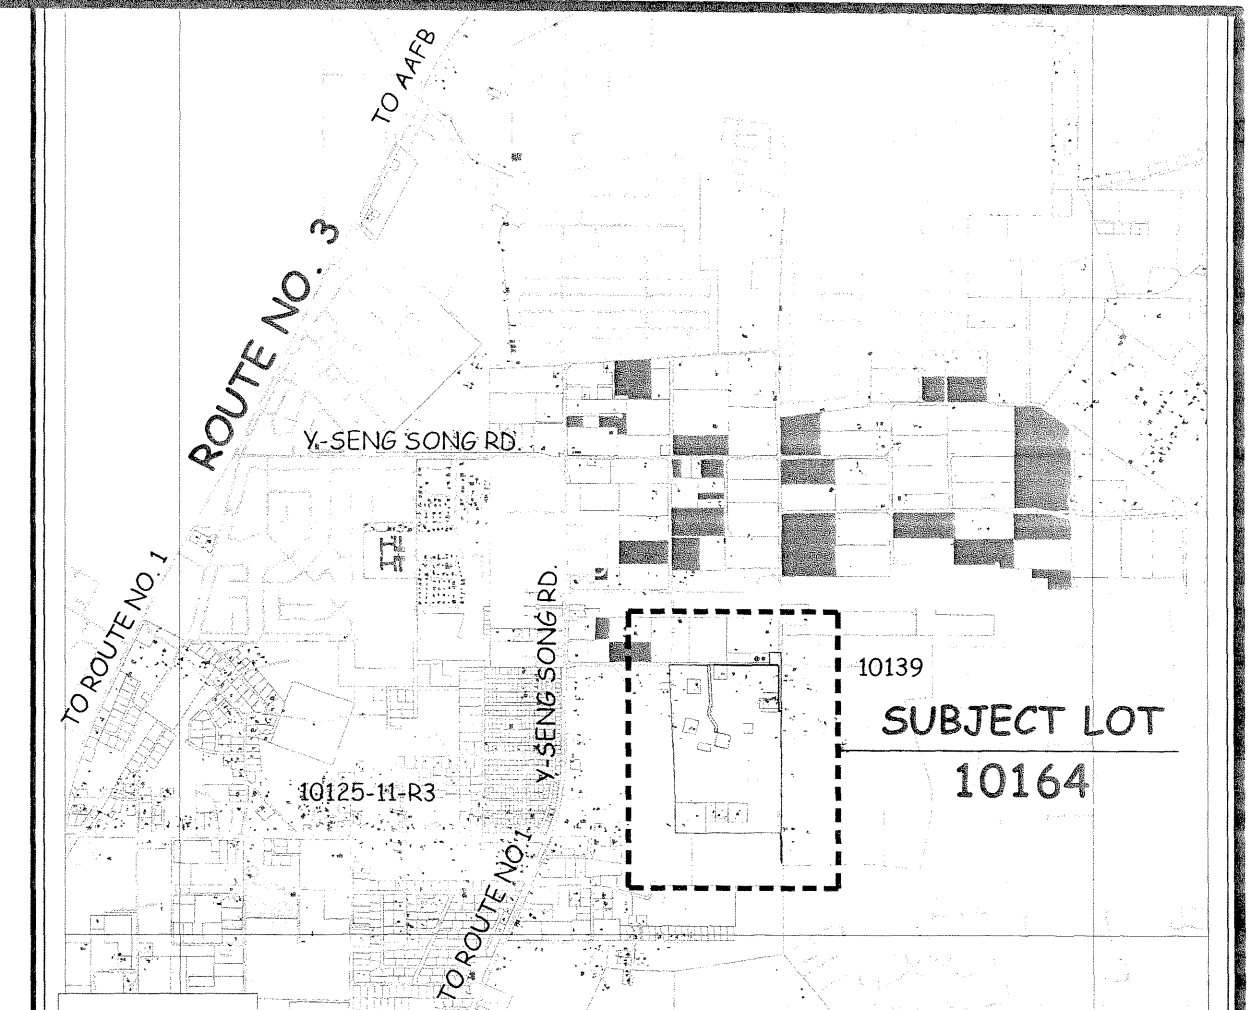 TO AAFB
ROUTE NO. 3
Y.-SENG SONG RD.
TO ROUTE NO. 1
Y-SENG SONG RD.
10139
SUBJECT LOT
10164
10125-11-R3
TO ROUTE NO.1